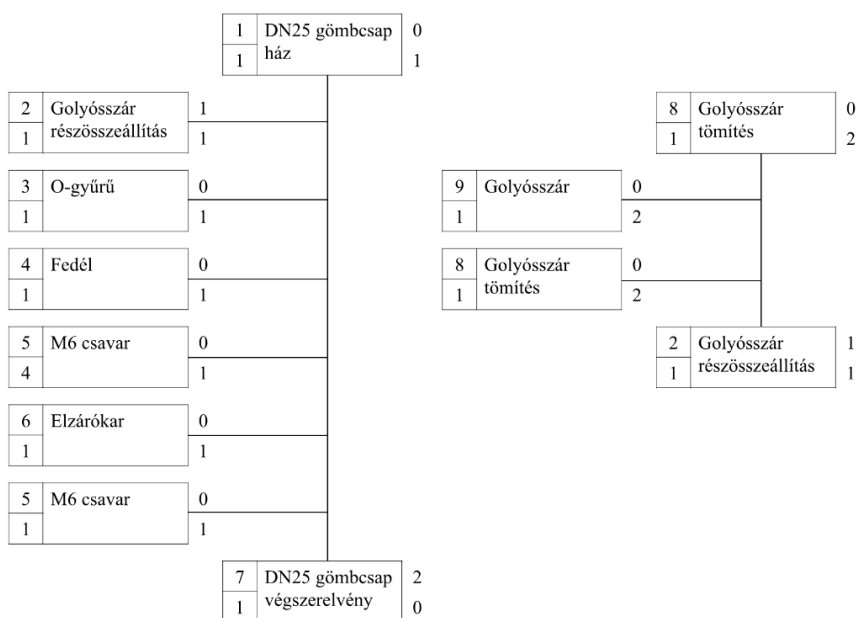 1 DN25 gömbcsap 0
1 ház 1
2 Golyósszár 1
1 részösszeállítás 1
3 O-gyűrű 0
1 1
4 Fedél 0
1 1
5 M6 csavar 0
4 1
6 Elzárókar 0
1 1
5 M6 csavar 0
1 1
7 DN25 gömbcsap 2
1 végszerelvény 0
8 Golyósszár 0
1 tömítés 2
9 Golyósszár 0
1 2
8 Golyósszár 0
1 tömítés 2
2 Golyósszár 1
1 részösszeállítás 1